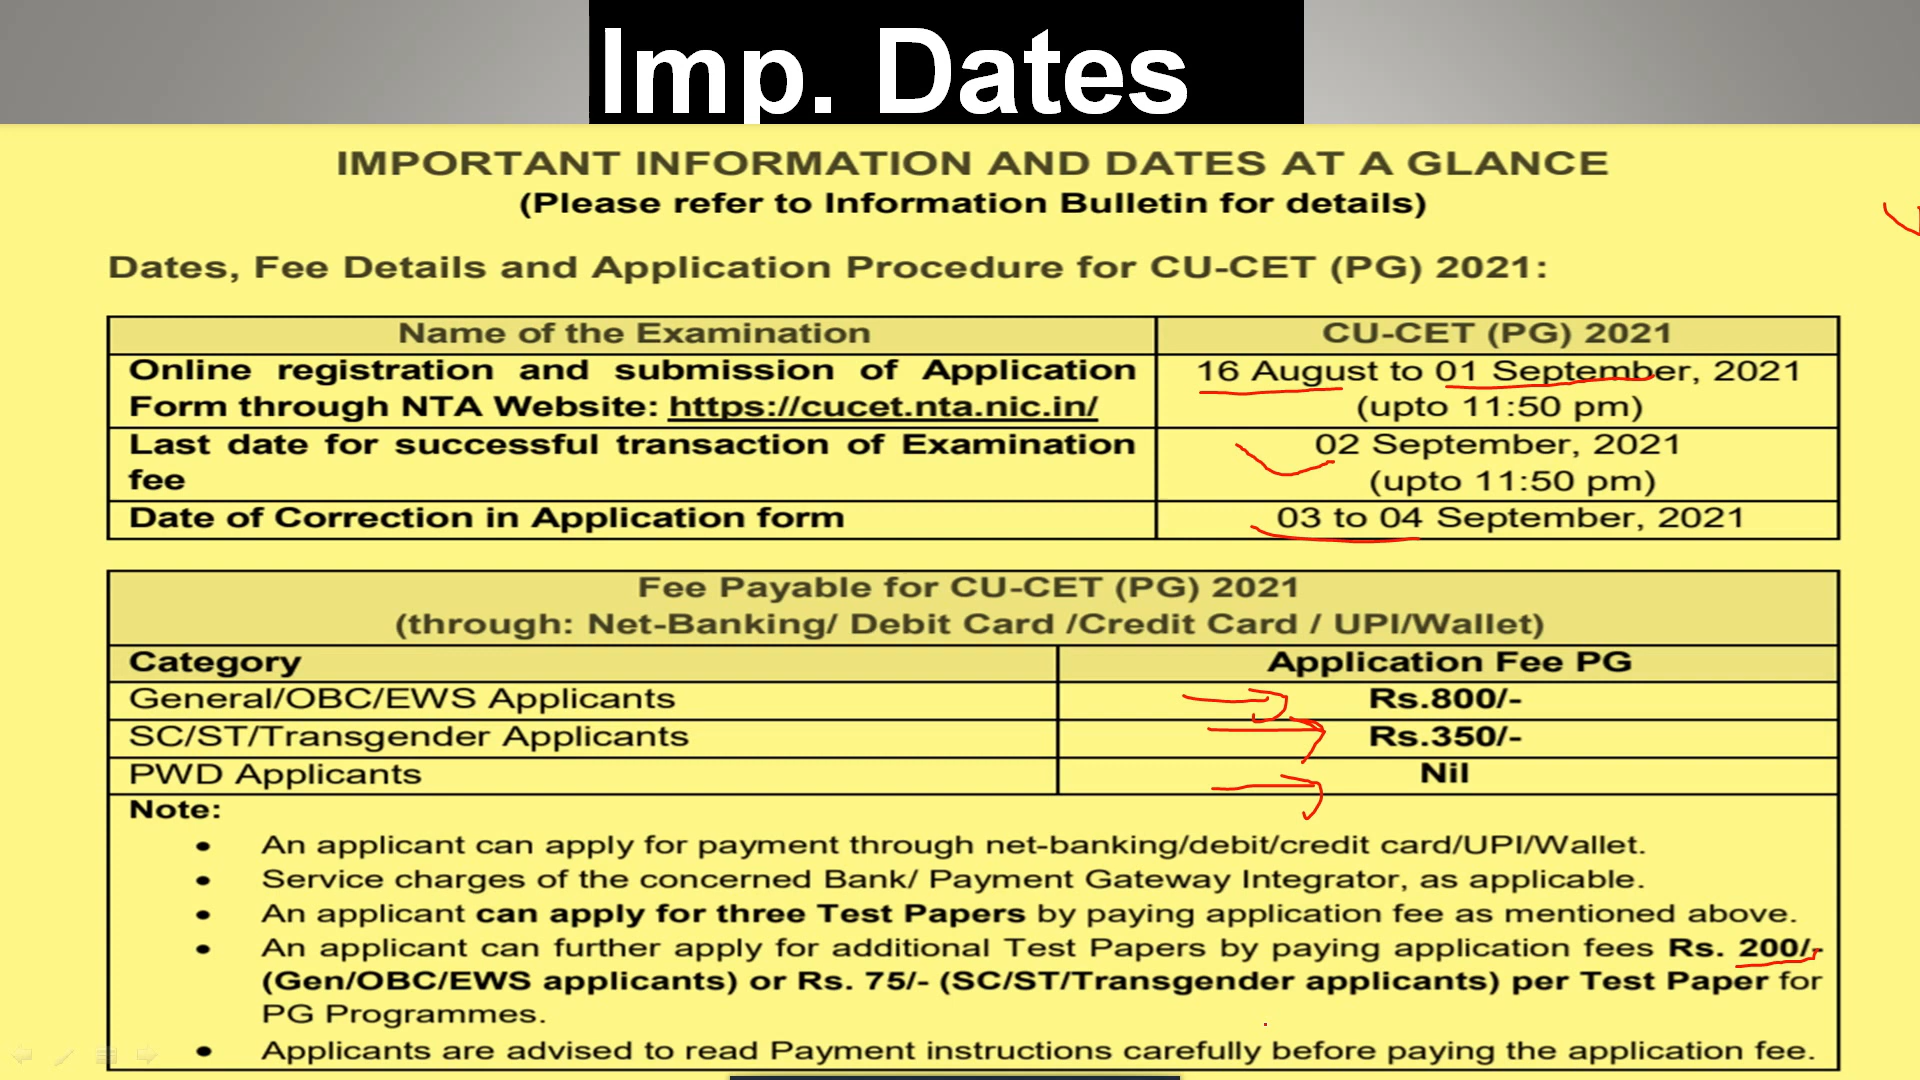 Imp. Dates
IMPORTANT INFORMATION AND DATES AT A GLANCE
(Please refer to Information Bulletin for details)
Dates, Fee Details and Application Procedure for CU-CET (PG) 2021:
Name of the Examination CU-CET (PG) 2021
Online registration and submission of Application 16 August to 01 September, 2021
Form through NTA Website: https://cucet.nta.nic.in/ (upto 11:50 pm)
Last date for successful transaction of Examination 02 September, 2021
fee (upto 11:50 pm)
Date of Correction in Application form 03 to 04 September, 2021
Fee Payable for CU-CET (PG) 2021
(through: Net-Banking/ Debit Card /Credit Card / UPI/Wallet)
Category Application Fee PG
General/OBC/EWS Applicants Rs.800/-
SC/ST/Transgender Applicants Rs.350/-
PWD Applicants Nil
Note:
• An applicant can apply for payment through net-banking/debit/credit card/UPI/Wallet.
• Service charges of the concerned Bank/ Payment Gateway Integrator, as applicable.
• An applicant can apply for three Test Papers by paying application fee as mentioned above.
• An applicant can further apply for additional Test Papers by paying application fees Rs. 200/-
(Gen/OBC/EWS applicants) or Rs. 75/- (SC/ST/Transgender applicants) per Test Paper for
PG Programmes.
• Applicants are advised to read Payment instructions carefully before paying the application fee.